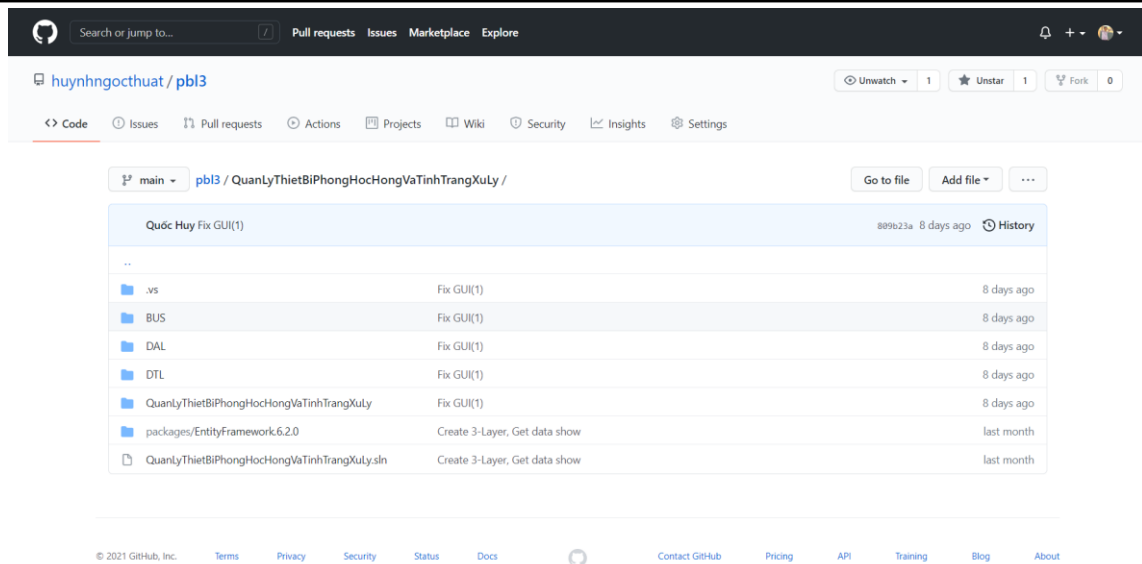 Search or jump to... / Pull requests Issues Marketplace Explore
huynhngocthuat / pbl3 Unwatch 1 Unstar 1 Fork 0
<> Code Issues Pull requests Actions Projects Wiki Security Insights Settings
main pbl3 / QuanLyThietBiPhongHocHongVaTinhTrangXuLy / Go to file Add file ...
Quốc Huy Fix GUI(1) 809b23a 8 days ago History
..
.vs Fix GUI(1) 8 days ago
BUS Fix GUI(1) 8 days ago
DAL Fix GUI(1) 8 days ago
DTL Fix GUI(1) 8 days ago
QuanLyThietBiPhongHocHongVaTinhTrangXuLy Fix GUI(1) 8 days ago
packages/EntityFramework.6.2.0 Create 3-Layer, Get data show last month
QuanLyThietBiPhongHocHongVaTinhTrangXuLy.sln Create 3-Layer, Get data show last month
© 2021 GitHub, Inc. Terms Privacy Security Status Docs Contact GitHub Pricing API Training Blog About